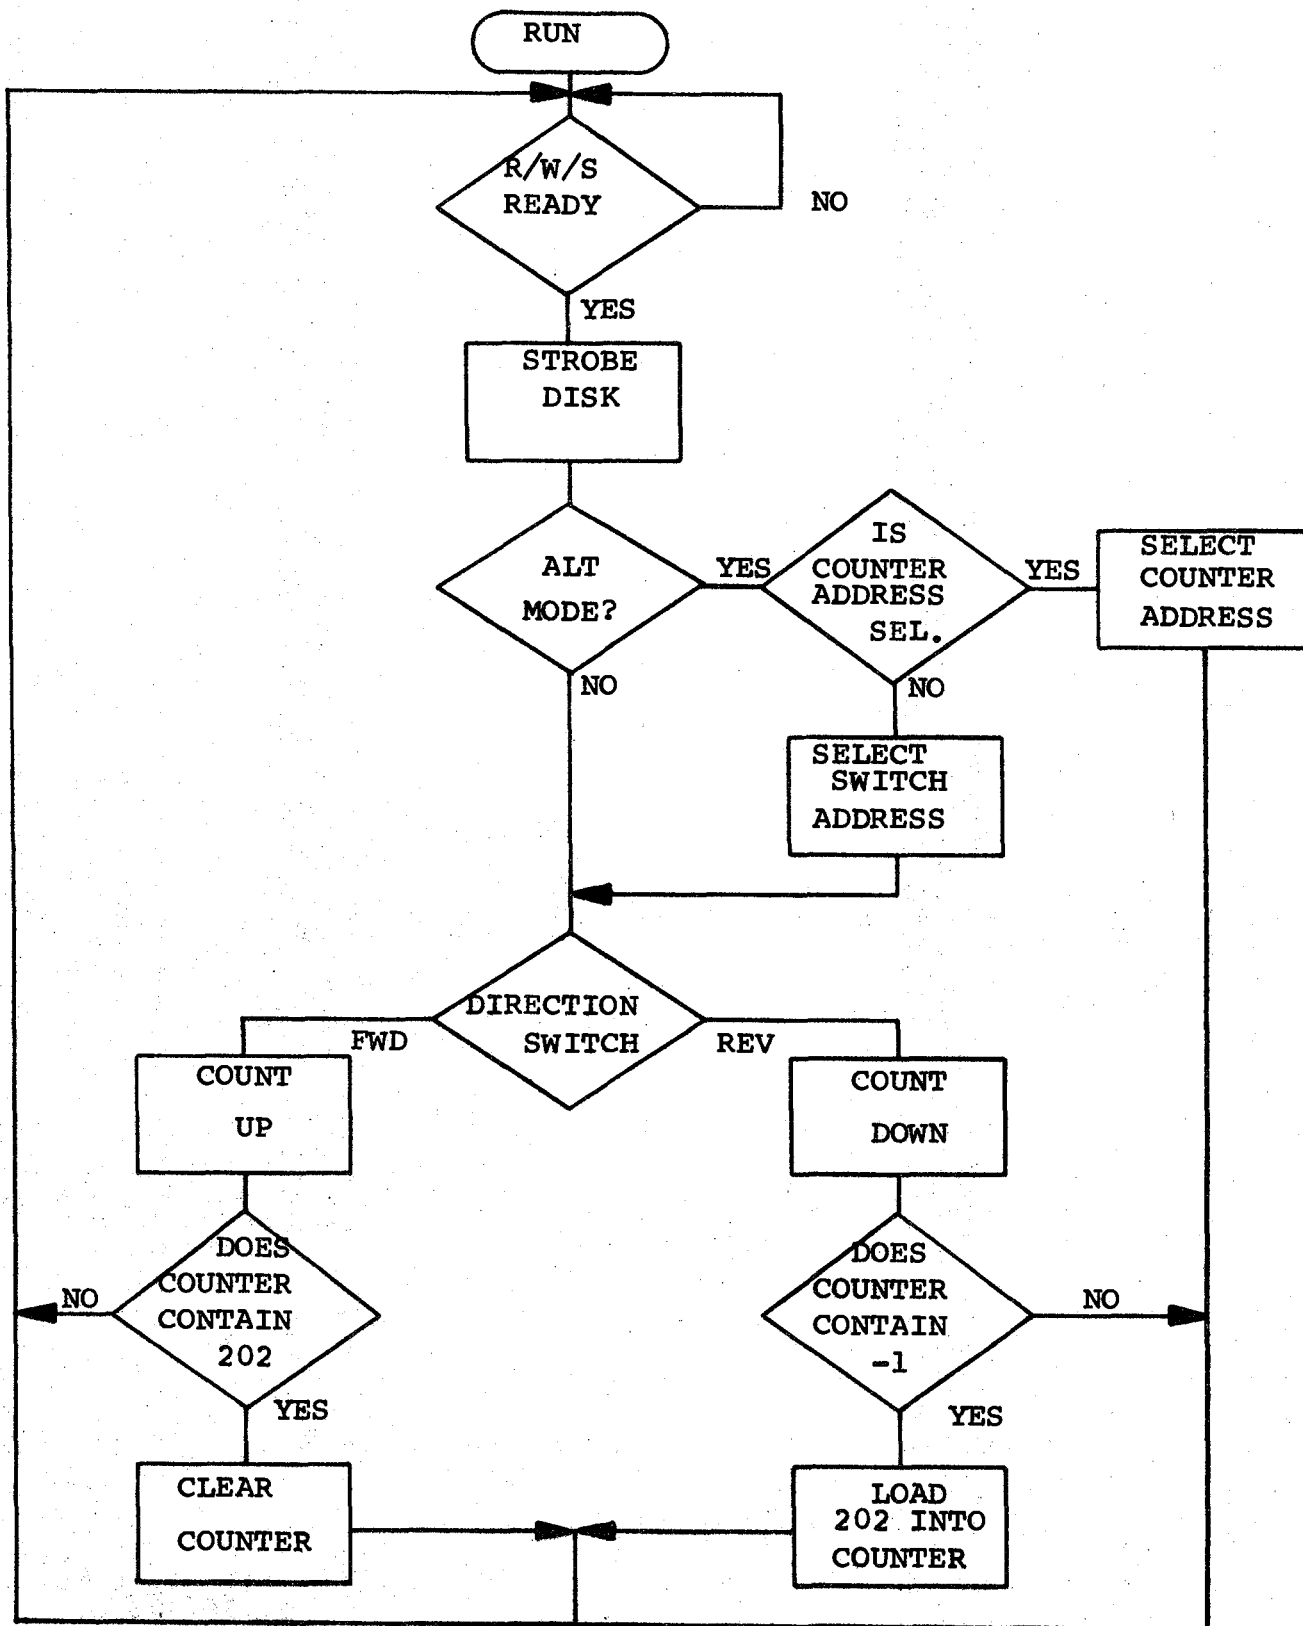 RUN
R/W/S
READY
NO
YES
STROBE
DISK
ALT
MODE?
YES
IS
COUNTER
ADDRESS
SEL.
YES
SELECT
COUNTER
ADDRESS
NO
NO
SELECT
SWITCH
ADDRESS
DIRECTION
SWITCH
FWD
REV
COUNT
UP
COUNT
DOWN
DOES
COUNTER
CONTAIN
202
NO
YES
DOES
COUNTER
CONTAIN
-1
NO
YES
CLEAR
COUNTER
LOAD
202 INTO
COUNTER